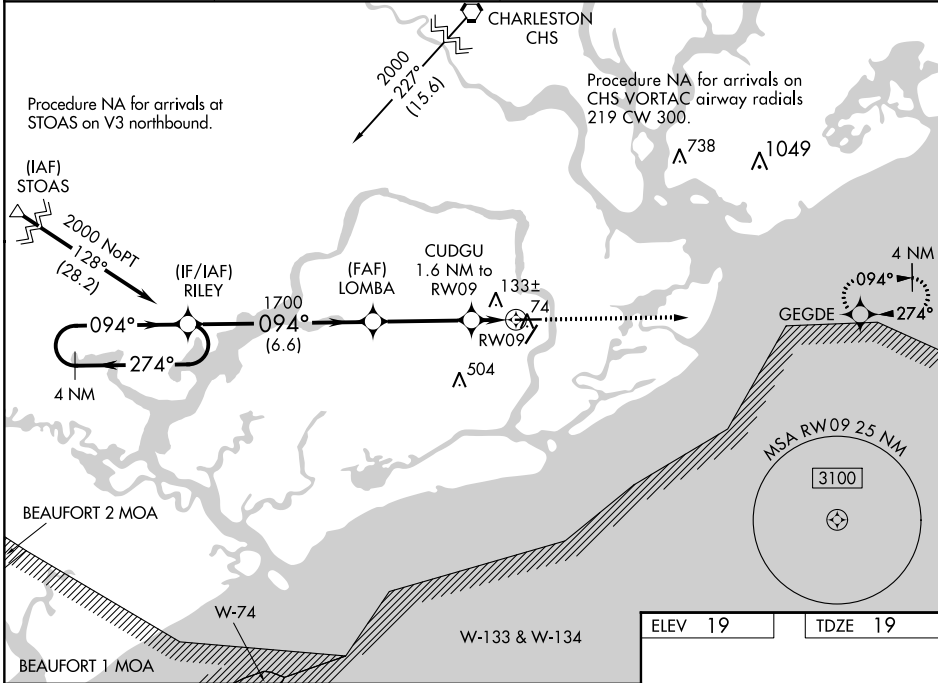 CHARLESTON
CHS
2000
227°
(15.6)
Procedure NA for arrivals at
STOAS on V3 northbound.
Procedure NA for arrivals on
CHS VORTAC airway radials
219 CW 300.
738
1049
(IAF)
STOAS
2000 NoPT
128°
(28.2)
(IF/IAF)
RILEY
(FAF)
LOMBA
CUDGU
1.6 NM to
RW09
133±
74
RW09
1700
094°
(6.6)
094°
274°
4 NM
504
4 NM
094°
274°
GEGDE
MSA RW09 25 NM
3100
BEAUFORT 2 MOA
W-74
W-133 & W-134
BEAUFORT 1 MOA
ELEV 19
TDZE 19